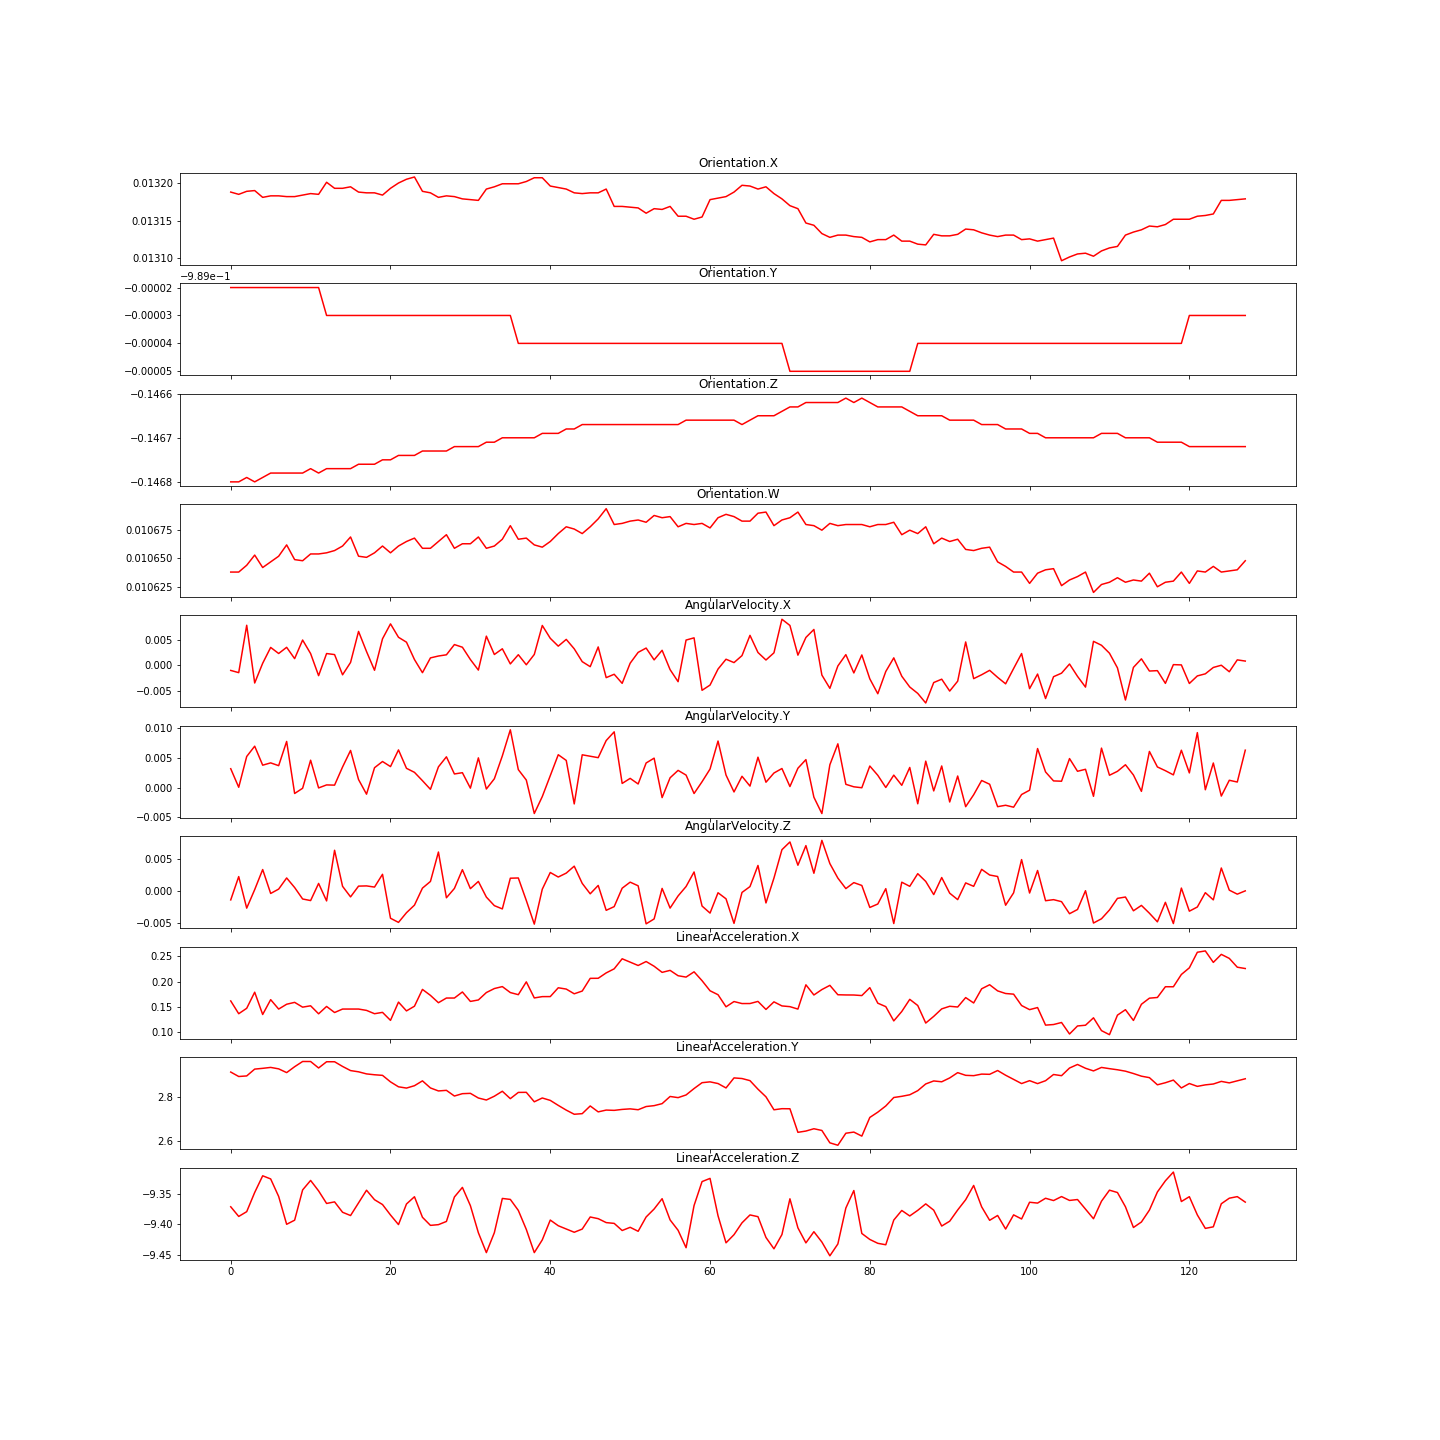 Orientation.X
0.01320
0.01315
0.01310
−9.89e−1
Orientation.Y
−0.00002
−0.00003
−0.00004
−0.00005
Orientation.Z
−0.1466
−0.1467
−0.1468
Orientation.W
0.010675
0.010650
0.010625
AngularVelocity.X
0.005
0.000
−0.005
AngularVelocity.Y
0.010
0.005
0.000
−0.005
AngularVelocity.Z
0.005
0.000
−0.005
LinearAcceleration.X
0.25
0.20
0.15
0.10
LinearAcceleration.Y
2.8
2.6
LinearAcceleration.Z
−9.35
−9.40
−9.45
0 20 40 60 80 100 120